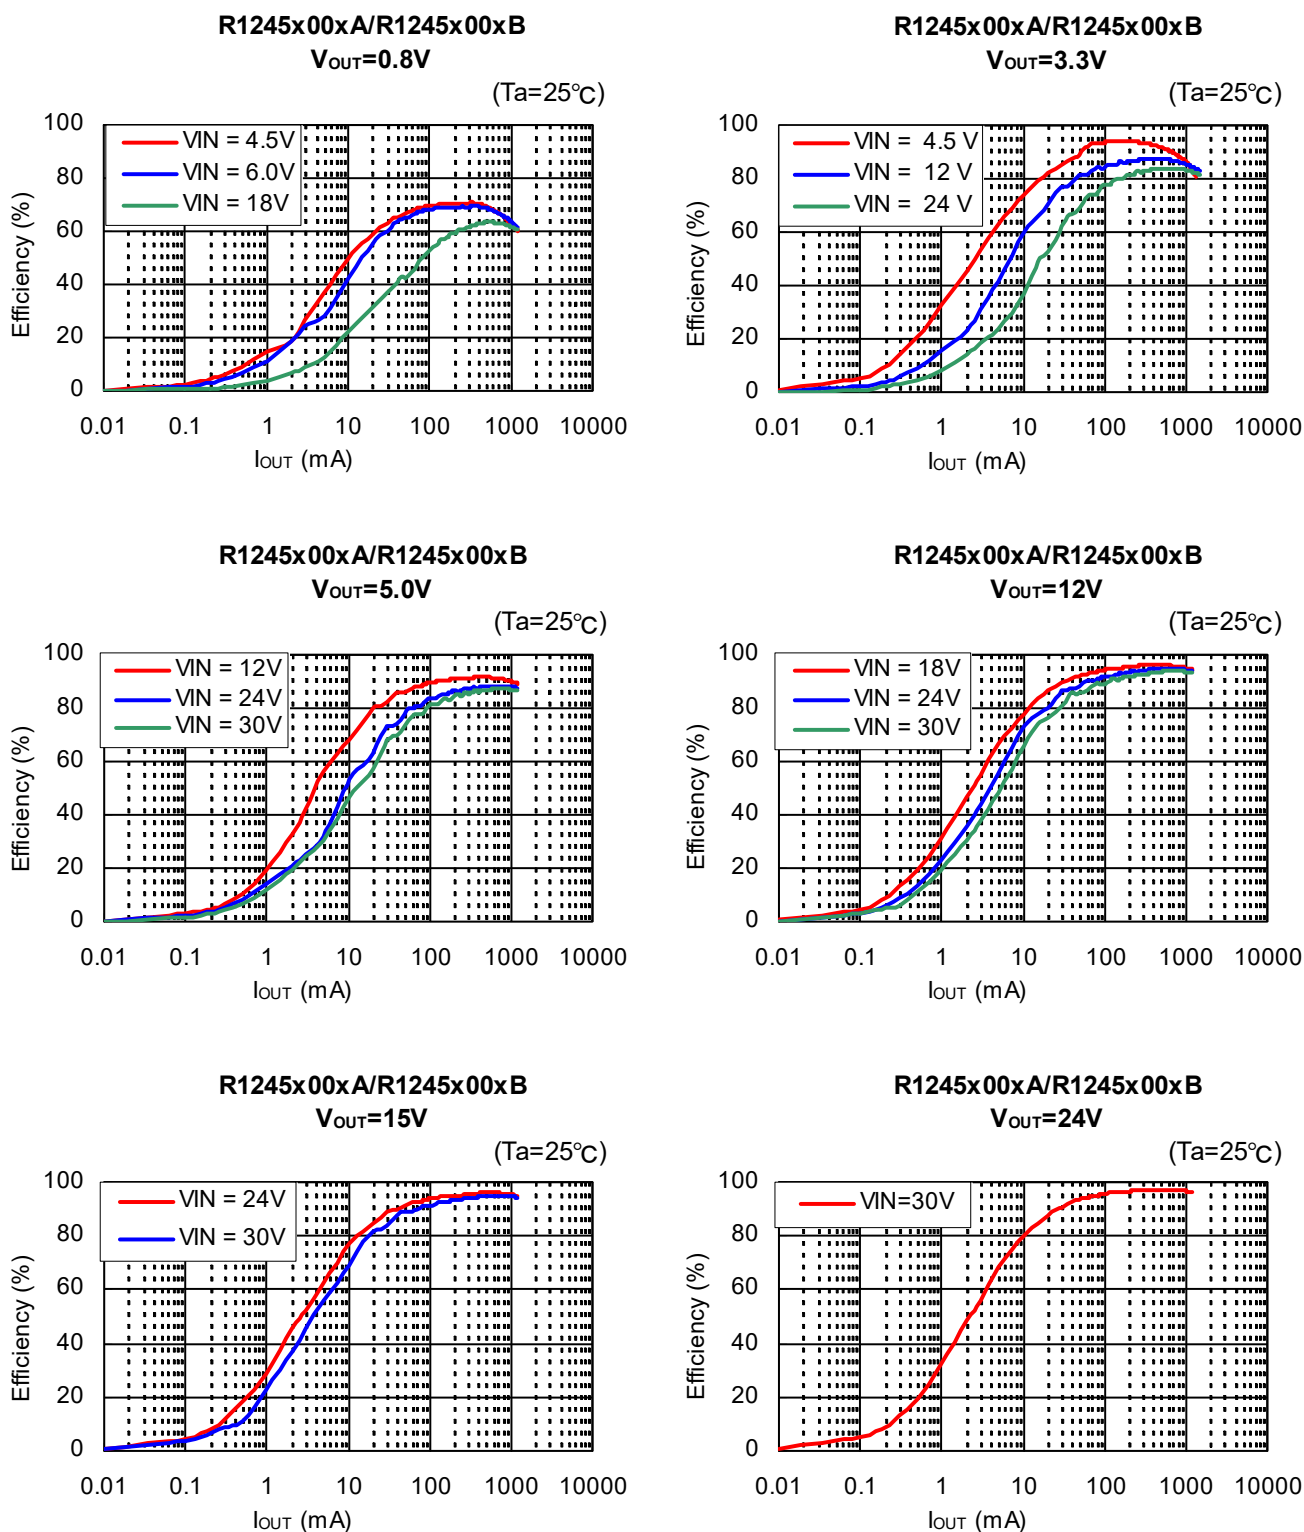 R1245x00xA/R1245x00xB
VOUT=0.8V
(Ta=25℃)
VIN = 4.5V
VIN = 6.0V
VIN = 18V
100
80
60
40
20
0
Efficiency (%)
0.01 0.1 1 10 100 1000 10000
IOUT (mA)
R1245x00xA/R1245x00xB
VOUT=3.3V
(Ta=25℃)
VIN = 4.5 V
VIN = 12 V
VIN = 24 V
100
80
60
40
20
0
Efficiency (%)
0.01 0.1 1 10 100 1000 10000
IOUT (mA)
R1245x00xA/R1245x00xB
VOUT=5.0V
(Ta=25℃)
VIN = 12V
VIN = 24V
VIN = 30V
100
80
60
40
20
0
Efficiency (%)
0.01 0.1 1 10 100 1000 10000
IOUT (mA)
R1245x00xA/R1245x00xB
VOUT=12V
(Ta=25℃)
VIN = 18V
VIN = 24V
VIN = 30V
100
80
60
40
20
0
Efficiency (%)
0.01 0.1 1 10 100 1000 10000
IOUT (mA)
R1245x00xA/R1245x00xB
VOUT=15V
(Ta=25℃)
VIN = 24V
VIN = 30V
100
80
60
40
20
0
Efficiency (%)
0.01 0.1 1 10 100 1000 10000
IOUT (mA)
R1245x00xA/R1245x00xB
VOUT=24V
(Ta=25℃)
VIN=30V
100
80
60
40
20
0
Efficiency (%)
0.01 0.1 1 10 100 1000 10000
IOUT (mA)